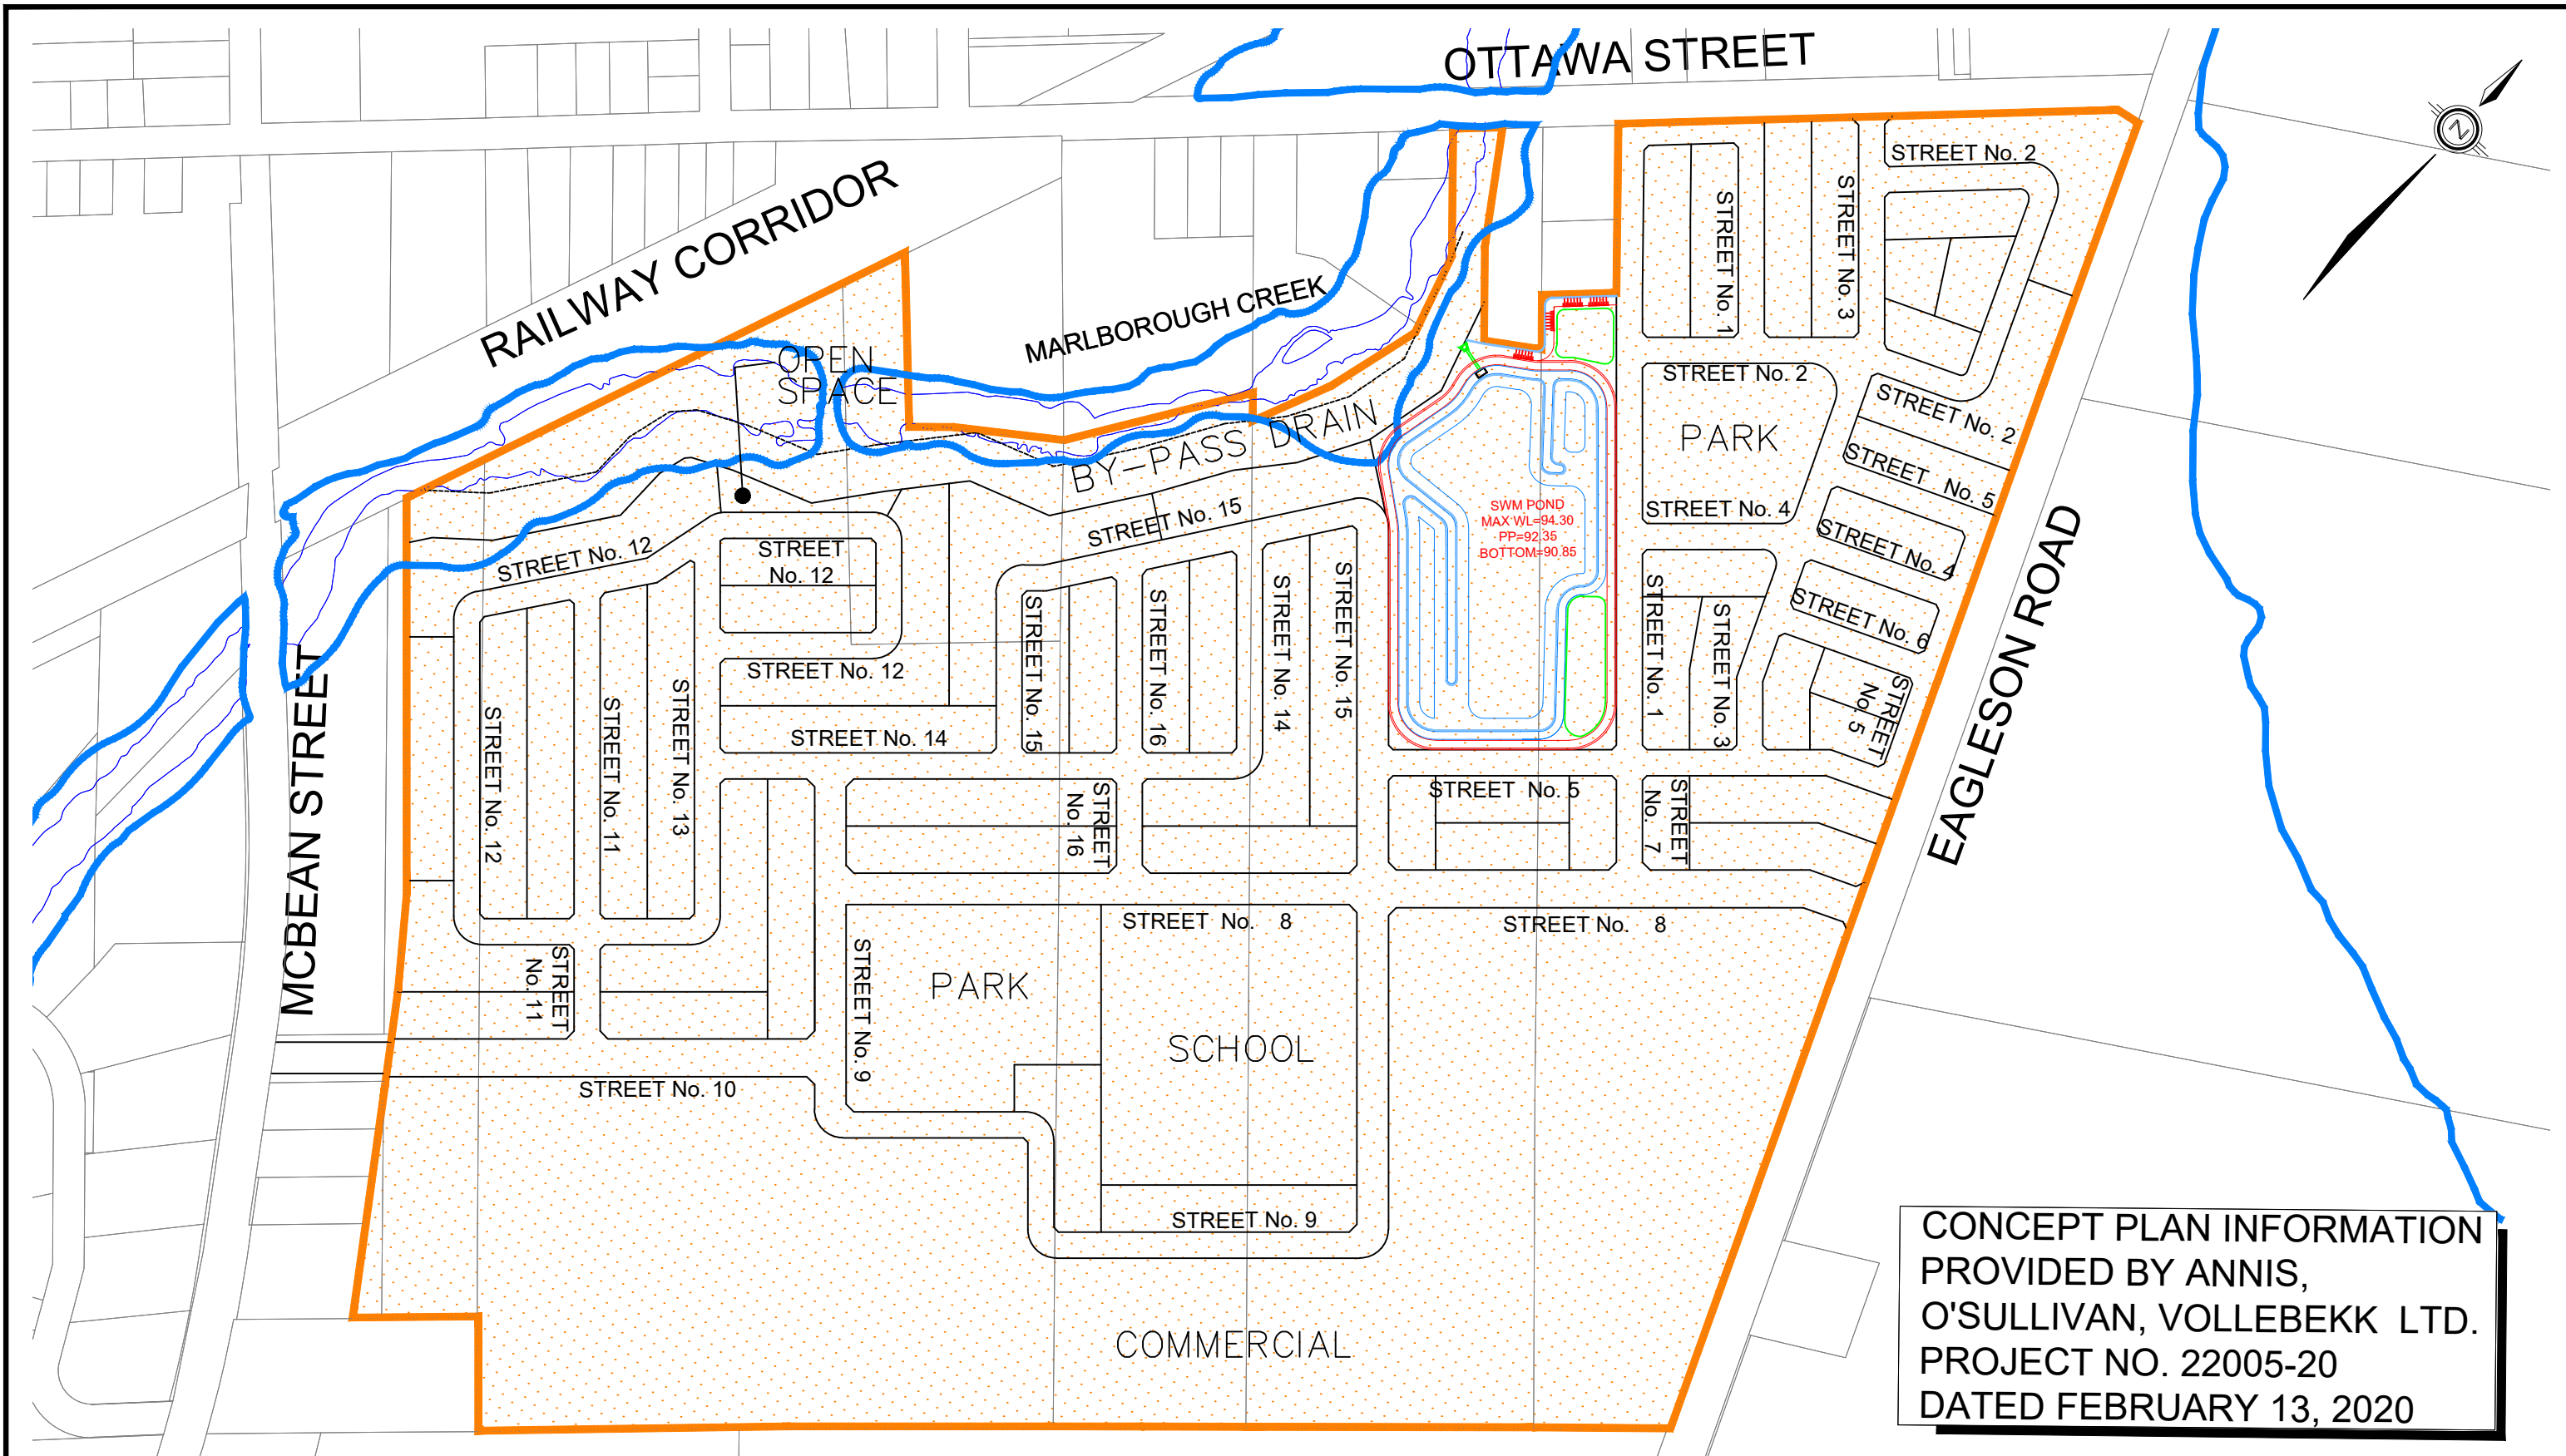 OTTAWA STREET
N
RAILWAY CORRIDOR
MARLBOROUGH CREEK
OPEN
SPACE
BY-PASS DRAIN
STREET No. 2
STREET No. 1
STREET No. 3
STREET No. 2
PARK
STREET No. 4
STREET No. 2
STREET No. 5
STREET No. 4
STREET No. 6
STREET
No. 5
STREET No. 1
STREET No. 3
EAGLESON ROAD
SWM POND
MAX WL=94.30
PP=92.35
BOTTOM=90.85
STREET No. 12
STREET
No. 12
STREET No. 15
STREET No. 12
STREET No. 14
STREET No. 15
STREET No. 16
STREET No. 14
STREET No. 15
MCBEAN STREET
STREET No. 12
STREET No. 11
STREET No. 13
STREET
No. 16
STREET No. 5
STREET
No. 7
STREET
No. 11
STREET No. 9
PARK
STREET No. 8
STREET No. 8
SCHOOL
STREET No. 10
STREET No. 9
COMMERCIAL
CONCEPT PLAN INFORMATION
PROVIDED BY ANNIS,
O'SULLIVAN, VOLLEBEKK LTD.
PROJECT NO. 22005-20
DATED FEBRUARY 13, 2020